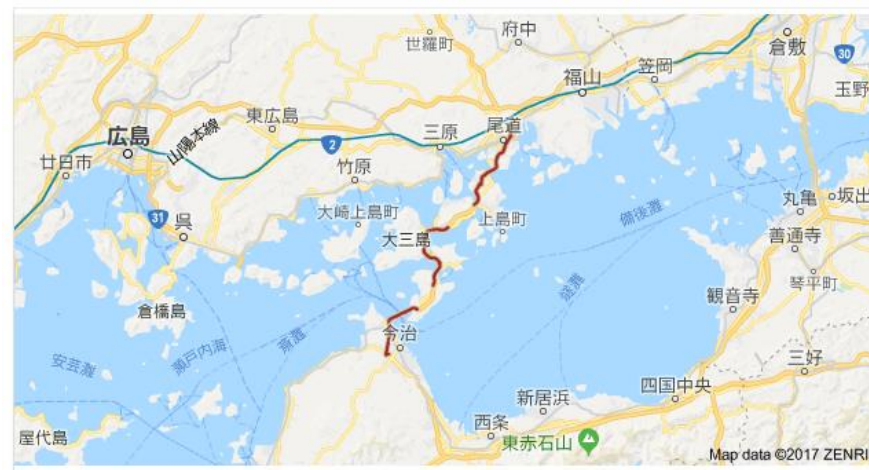 世羅町
府中
倉敷
30
笠岡
福山
玉野
東広島
三原
尾道
広島
山陽本線
2
廿日市
竹原
31
呉
大崎上島町
上島町
備後灘
丸亀
坂出
大三島
善通寺
燧灘
琴平町
観音寺
倉橋島
斎灘
今治
安芸灘
瀬戸内海
三好
四国中央
新居浜
西条
屋代島
東赤石山
Map data ©2017 ZENRI